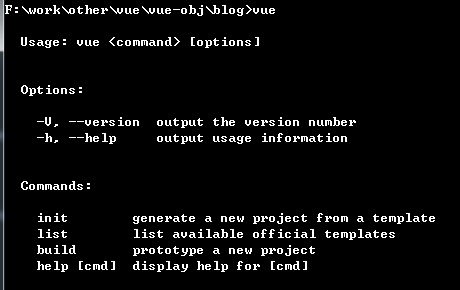 F:\work\other\vue\vue-obj\blog>vue
Usage: vue <command> [options]
Options:
-V, --version  output the version number
-h, --help     output usage information
Commands:
init        generate a new project from a template
list        list available official templates
build       prototype a new project
help [cmd]  display help for [cmd]